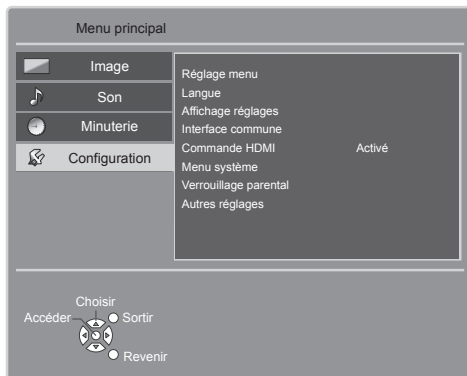 Menu principal
Image
Son
Minuterie
Configuration
Réglage menu
Langue
Affichage réglages
Interface commune
Commande HDMI Activé
Menu système
Verrouillage parental
Autres réglages
Choisir
Accéder Sortir
Revenir